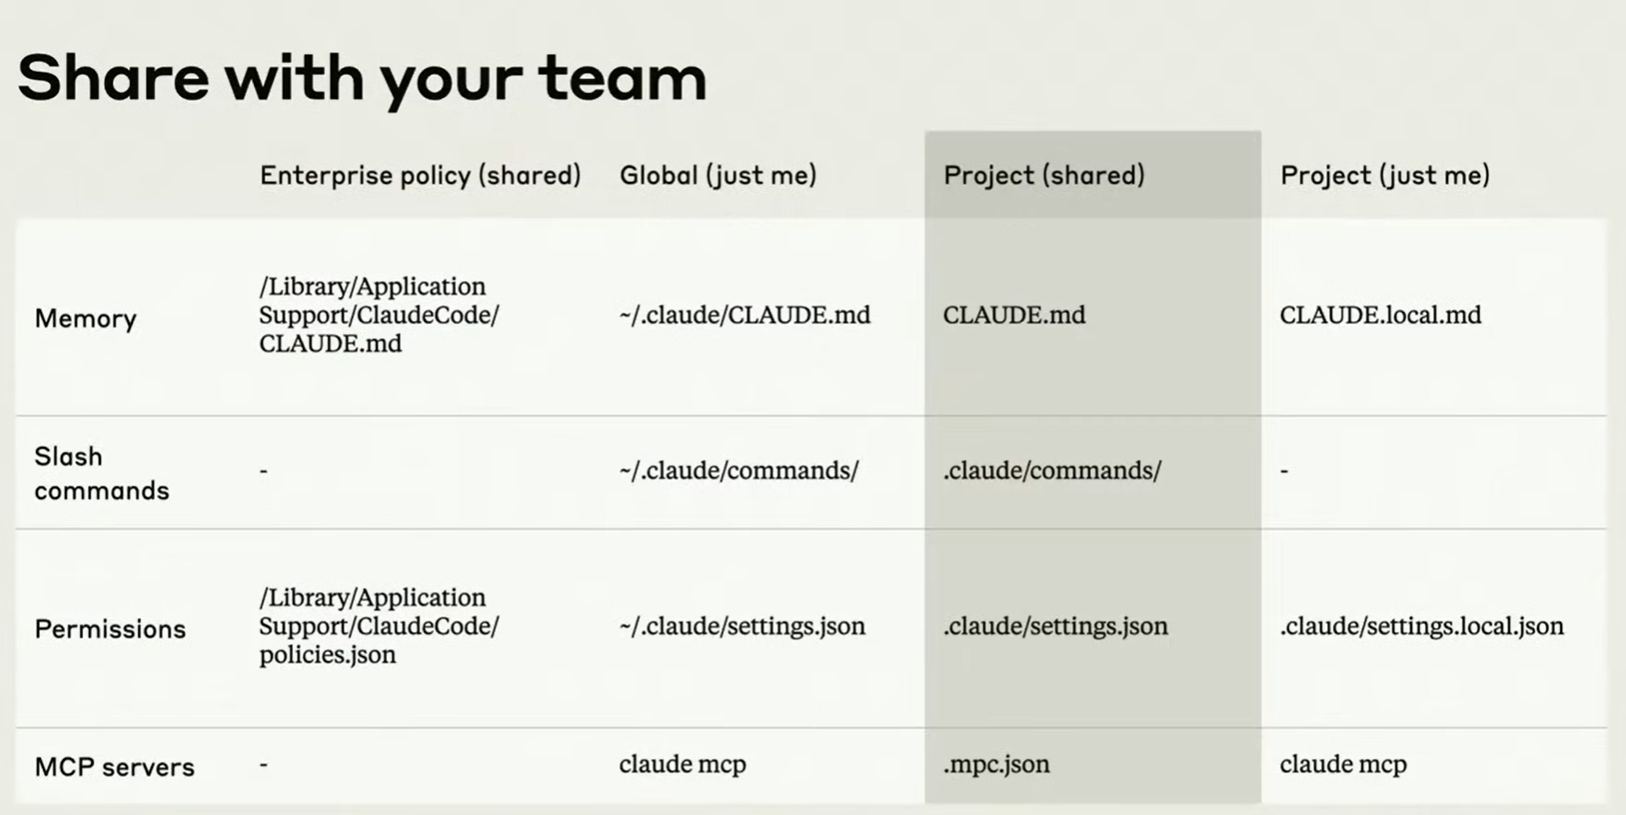 Share with your team
Enterprise policy (shared)
Global (just me)
Project (shared)
Project (just me)
Memory
/Library/Application
Support/ClaudeCode/
CLAUDE.md
~/.claude/CLAUDE.md
CLAUDE.md
CLAUDE.local.md
Slash
commands
-
~/.claude/commands/
.claude/commands/
-
Permissions
/Library/Application
Support/ClaudeCode/
policies.json
~/.claude/settings.json
.claude/settings.json
.claude/settings.local.json
MCP servers
-
claude mcp
.mpc.json
claude mcp